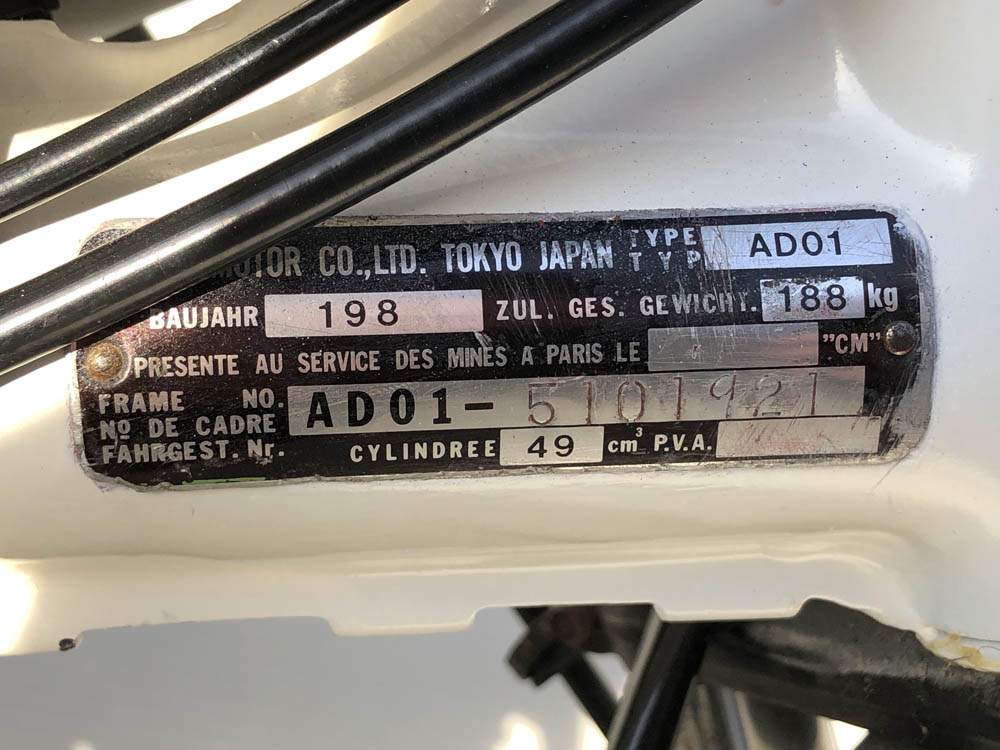 MOTOR CO.,LTD. TOKYO JAPAN TYPE TYP AD01
BAUJAHR 198 ZUL. GES. GEWICHT. 188 kg
PRESENTE AU SERVICE DES MINES A PARIS LE "CM"
FRAME NO.
NO DE CADRE
FAHRGEST. Nr.
AD01-5101921
CYLINDREE 49 cm³ P.V.A.